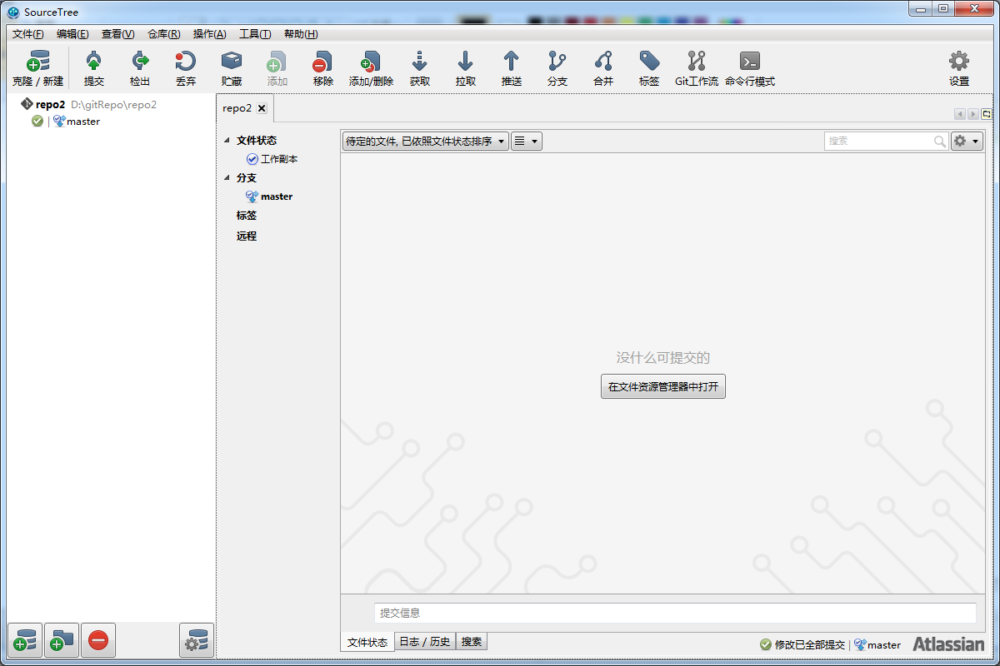 SourceTree
文件(F) 编辑(E) 查看(V) 仓库(R) 操作(A) 工具(T) 帮助(H)
克隆 / 新建 提交 检出 丢弃 贮藏 添加 移除 添加/删除 获取 拉取 推送 分支 合并 标签 Git工作流 命令行模式 设置
repo2 D:\gitRepo\repo2
master
repo2
文件状态
工作副本
分支
master
标签
远程
待定的文件, 已依照文件状态排序
搜索
没什么可提交的
在文件资源管理器中打开
提交信息
文件状态 日志 / 历史 搜索
修改已全部提交 master Atlassian